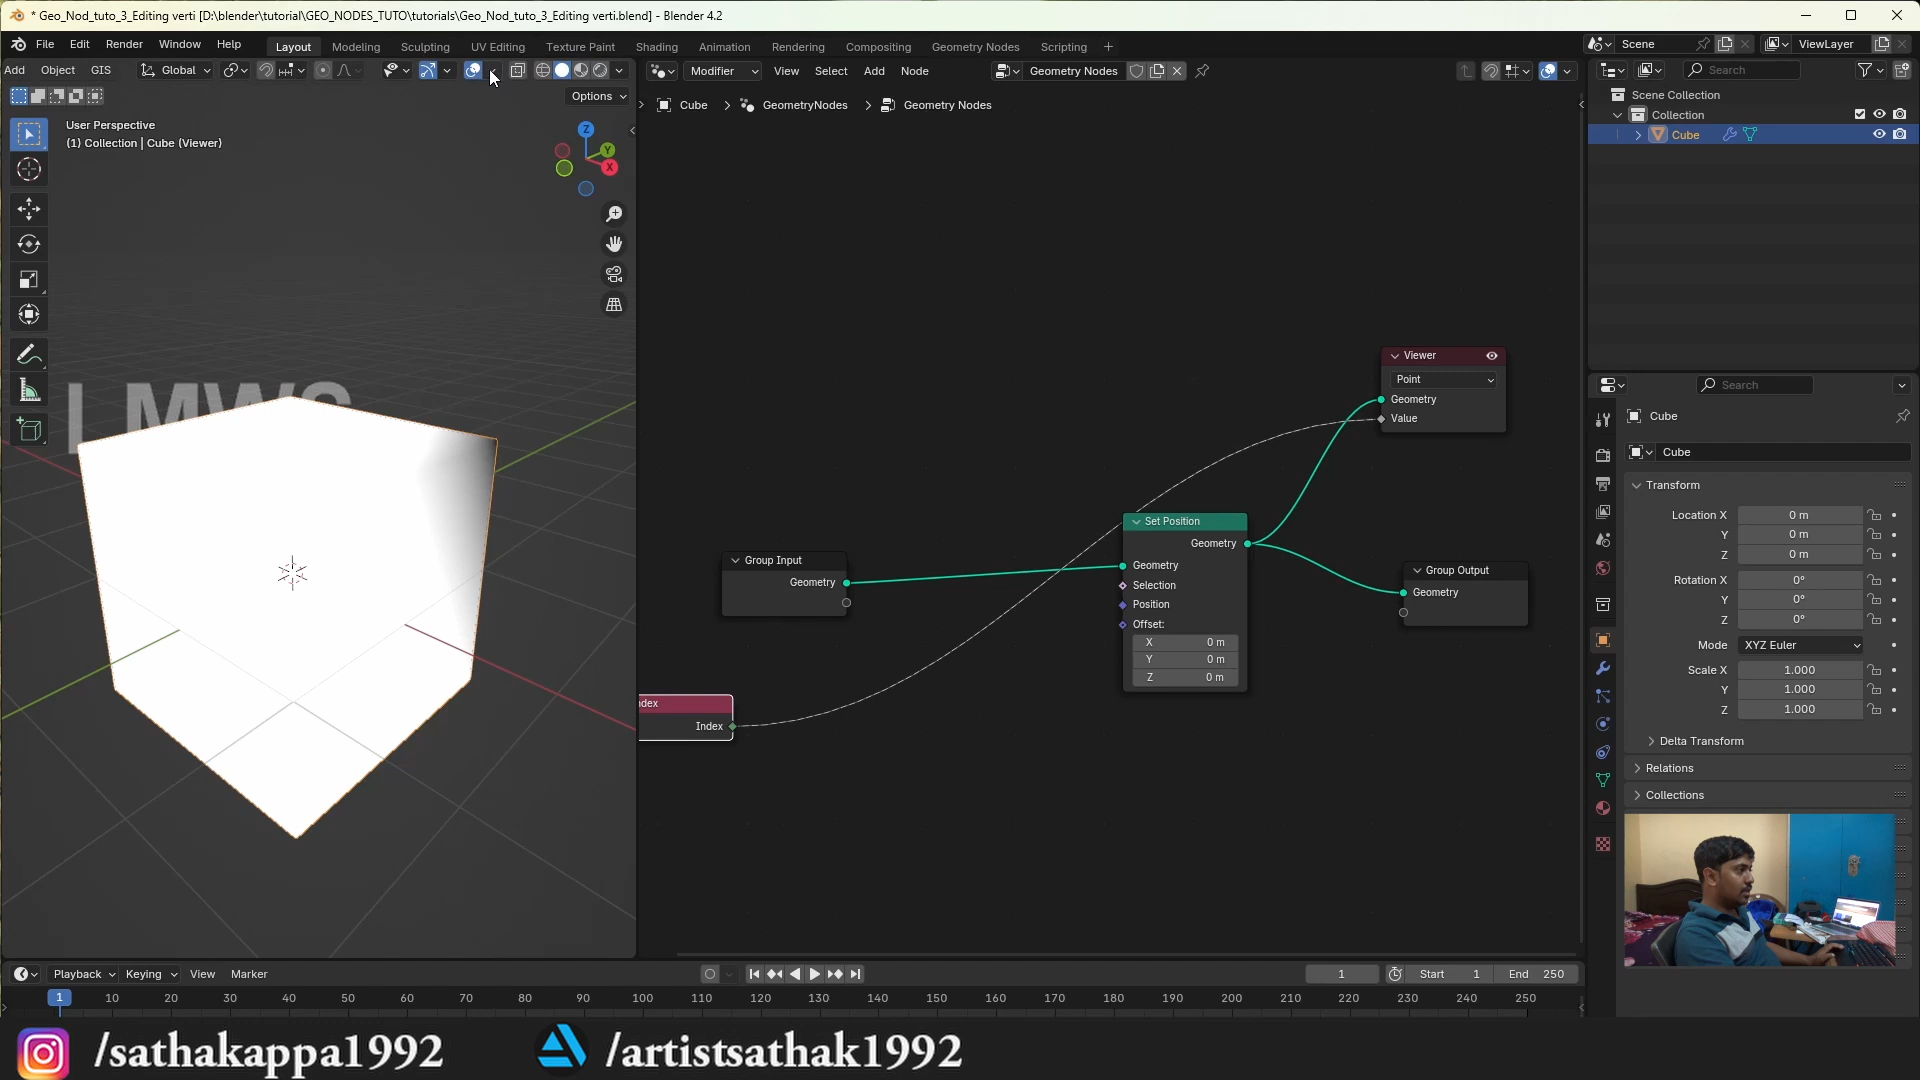 * Geo_Nod_tuto_3_Editing verti [D:\blender\tutorial\GEO_NODES_TUTO\tutorials\Geo_Nod_tuto_3_Editing verti.blend] - Blender 4.2
File Edit Render Window Help Layout Modeling Sculpting UV Editing Texture Paint Shading Animation Rendering Compositing Geometry Nodes Scripting + Scene ViewLayer
Add Object GIS Global Modifier View Select Add Node Geometry Nodes Search
Options
Cube > GeometryNodes > Geometry Nodes
Scene Collection
Collection
Cube
User Perspective
(1) Collection | Cube (Viewer)
Z
Y
X
LMWS
Viewer
Point
Geometry
Value
Set Position
Geometry
Geometry
Selection
Position
Offset:
X 0 m
Y 0 m
Z 0 m
Group Input
Geometry
Group Output
Geometry
ndex
Index
Search
Cube
Cube
Transform
Location X 0 m
Y 0 m
Z 0 m
Rotation X 0°
Y 0°
Z 0°
Mode XYZ Euler
Scale X 1.000
Y 1.000
Z 1.000
Delta Transform
Relations
Collections
Playback Keying View Marker 1 Start 1 End 250
1 10 20 30 40 50 60 70 80 90 100 110 120 130 140 150 160 170 180 190 200 210 220 230 240 250
/sathakappa1992 /artistsathak1992